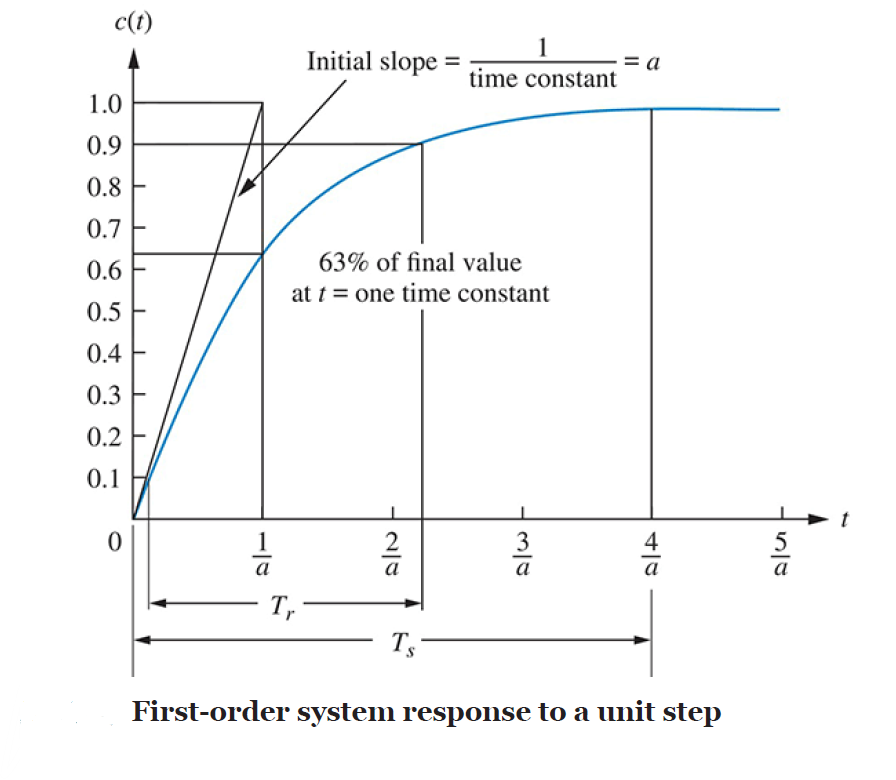 c(t)
Initial slope = 1/time constant = a
1.0
0.9
0.8
0.7
0.6
63% of final value
at t = one time constant
0.5
0.4
0.3
0.2
0.1
0
1/a
2/a
3/a
4/a
5/a
t
Tr
Ts
First-order system response to a unit step